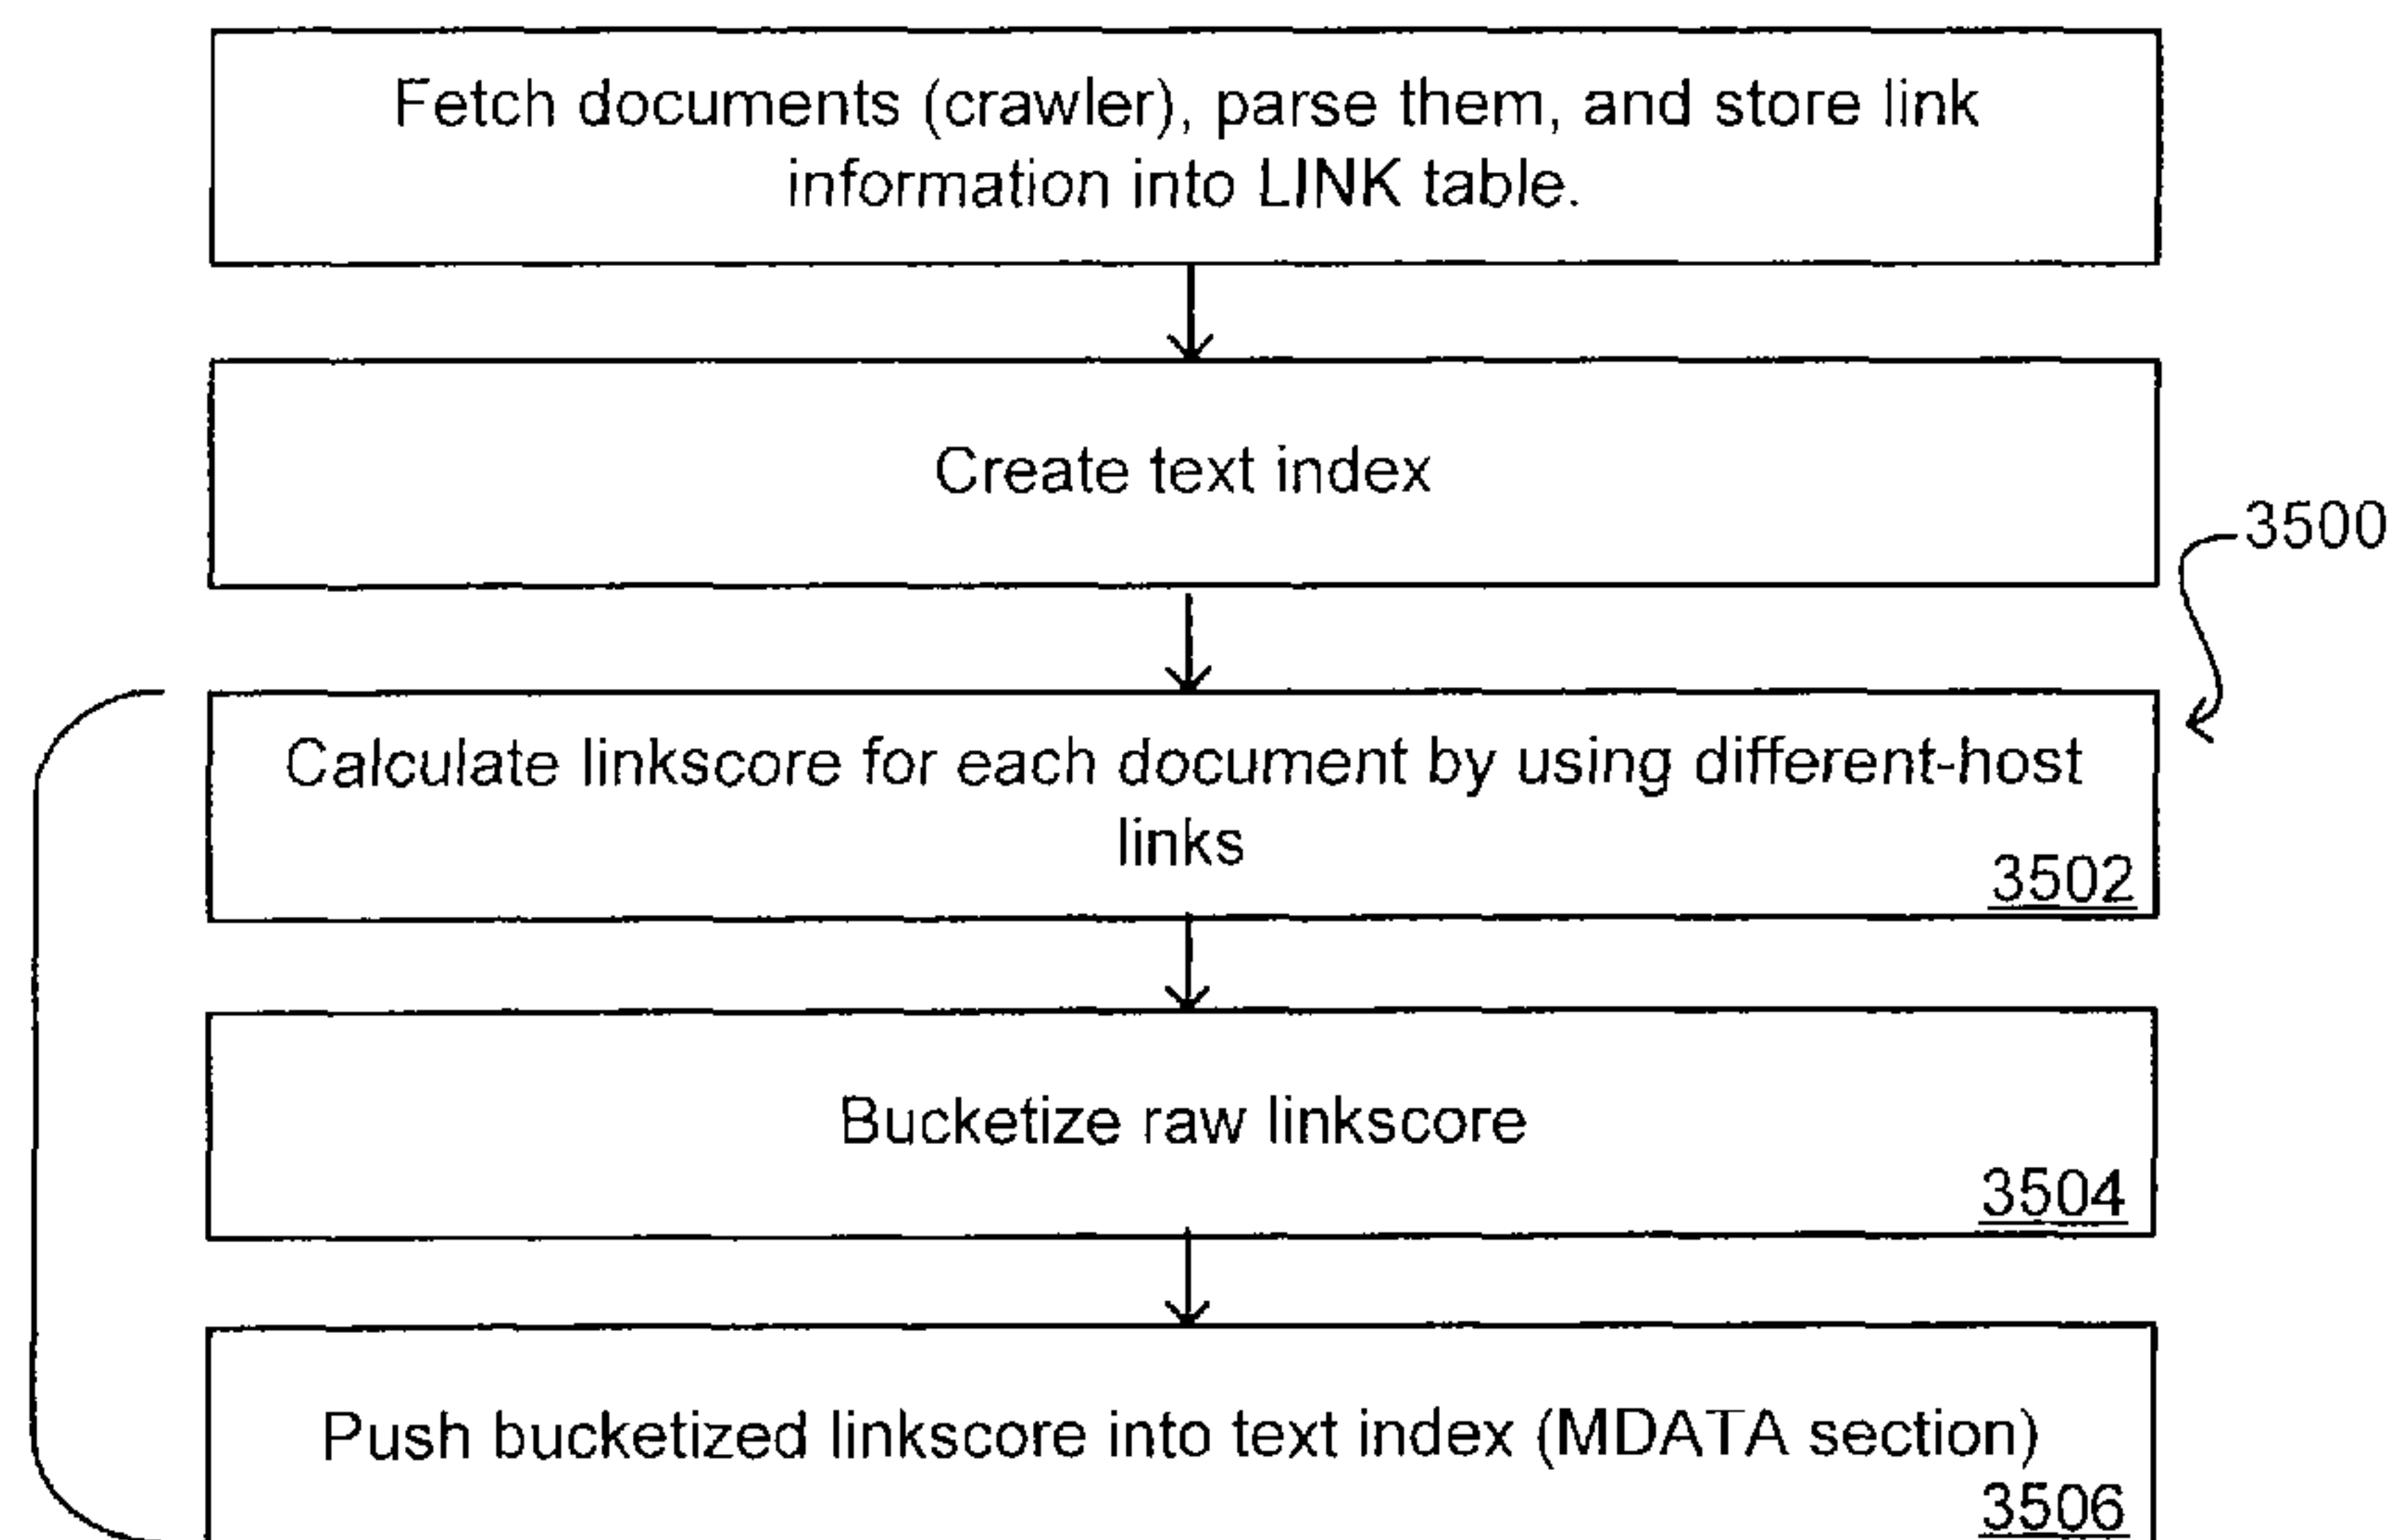 Fetch documents (crawler), parse them, and store link
information into LINK table.
Create text index
3500
Calculate linkscore for each document by using different-host
links
3502
Bucketize raw linkscore
3504
Push bucketized linkscore into text index (MDATA section)
3506